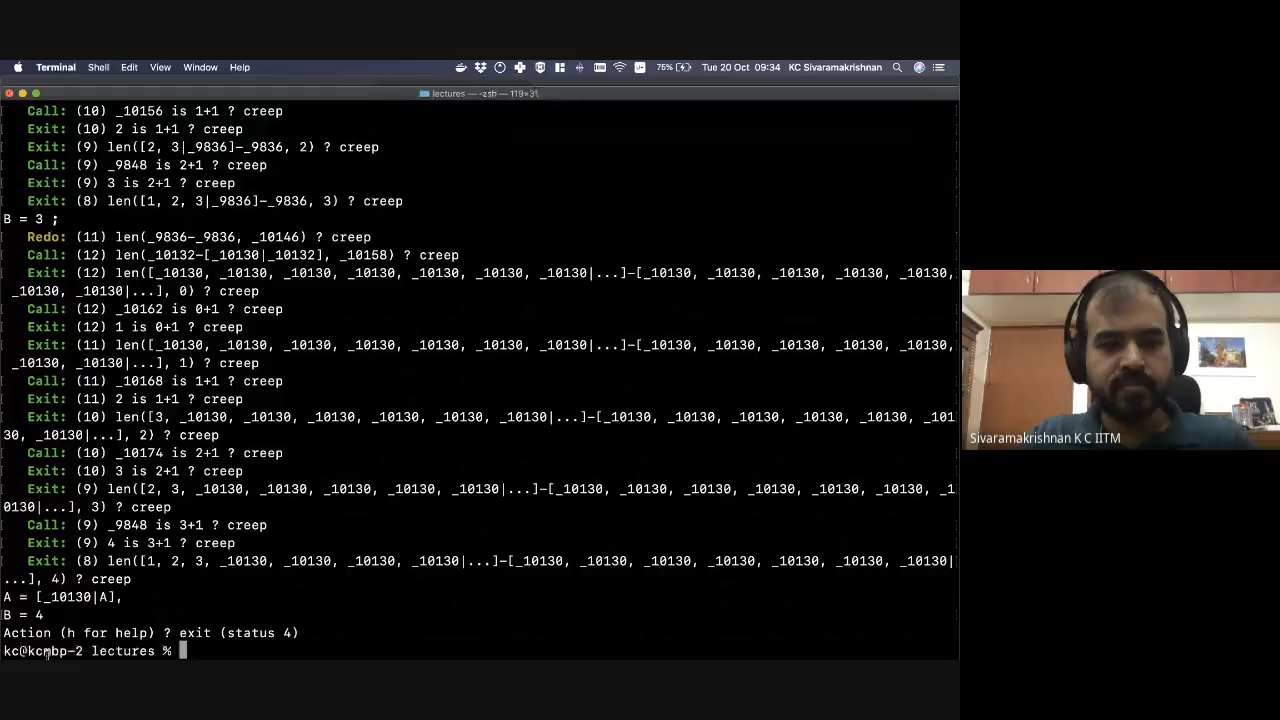 Terminal Shell Edit View Window Help 75% Tue 20 Oct 09:34 KC Sivaramakrishnan
lectures — -zsh — 119×31
Call: (10) _10156 is 1+1 ? creep
Exit: (10) 2 is 1+1 ? creep
Exit: (9) len([2, 3|_9836]-_9836, 2) ? creep
Call: (9) _9848 is 2+1 ? creep
Exit: (9) 3 is 2+1 ? creep
Exit: (8) len([1, 2, 3|_9836]-_9836, 3) ? creep
B = 3 ;
Redo: (11) len(_9836-_9836, _10146) ? creep
Call: (12) len(_10132-[_10130|_10132], _10158) ? creep
Exit: (12) len([_10130, _10130, _10130, _10130, _10130, _10130, _10130|...]-[_10130, _10130, _10130, _10130, _10130,
_10130, _10130|...], 0) ? creep
Call: (12) _10162 is 0+1 ? creep
Exit: (12) 1 is 0+1 ? creep
Exit: (11) len([_10130, _10130, _10130, _10130, _10130, _10130, _10130|...]-[_10130, _10130, _10130, _10130, _10130,
_10130, _10130|...], 1) ? creep
Call: (11) _10168 is 1+1 ? creep
Exit: (11) 2 is 1+1 ? creep
Exit: (10) len([3, _10130, _10130, _10130, _10130, _10130, _10130|...]-[_10130, _10130, _10130, _10130, _10130, _101
30, _10130|...], 2) ? creep
Call: (10) _10174 is 2+1 ? creep
Exit: (10) 3 is 2+1 ? creep
Exit: (9) len([2, 3, _10130, _10130, _10130, _10130, _10130|...]-[_10130, _10130, _10130, _10130, _10130, _10130, _1
0130|...], 3) ? creep
Call: (9) _9848 is 3+1 ? creep
Exit: (9) 4 is 3+1 ? creep
Exit: (8) len([1, 2, 3, _10130, _10130, _10130, _10130|...]-[_10130, _10130, _10130, _10130, _10130, _10130, _10130|
...], 4) ? creep
A = [_10130|A],
B = 4
Action (h for help) ? exit (status 4)
kc@kcmbp-2 lectures %
Sivaramakrishnan K C IITM